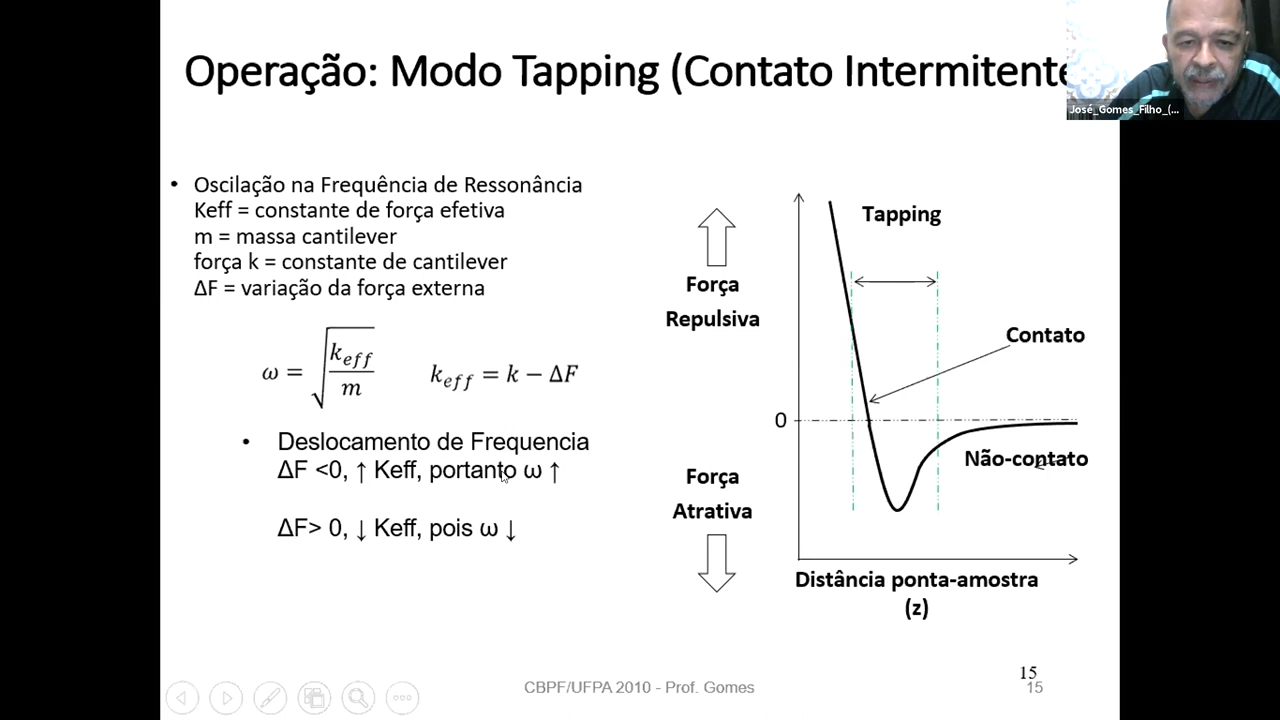 Operação: Modo Tapping (Contato Intermitente
José_Gomes_Filho_(...
• Oscilação na Frequência de Ressonância
Keff = constante de força efetiva
m = massa cantilever
força k = constante de cantilever
ΔF = variação da força externa
ω = √(k_eff / m)
k_eff = k − ΔF
• Deslocamento de Frequencia
ΔF <0, ↑ Keff, portanto ω ↑
ΔF> 0, ↓ Keff, pois ω ↓
Tapping
Força
Repulsiva
Contato
0
Não-contato
Força
Atrativa
Distância ponta-amostra
(z)
15
CBPF/UFPA 2010 - Prof. Gomes
15